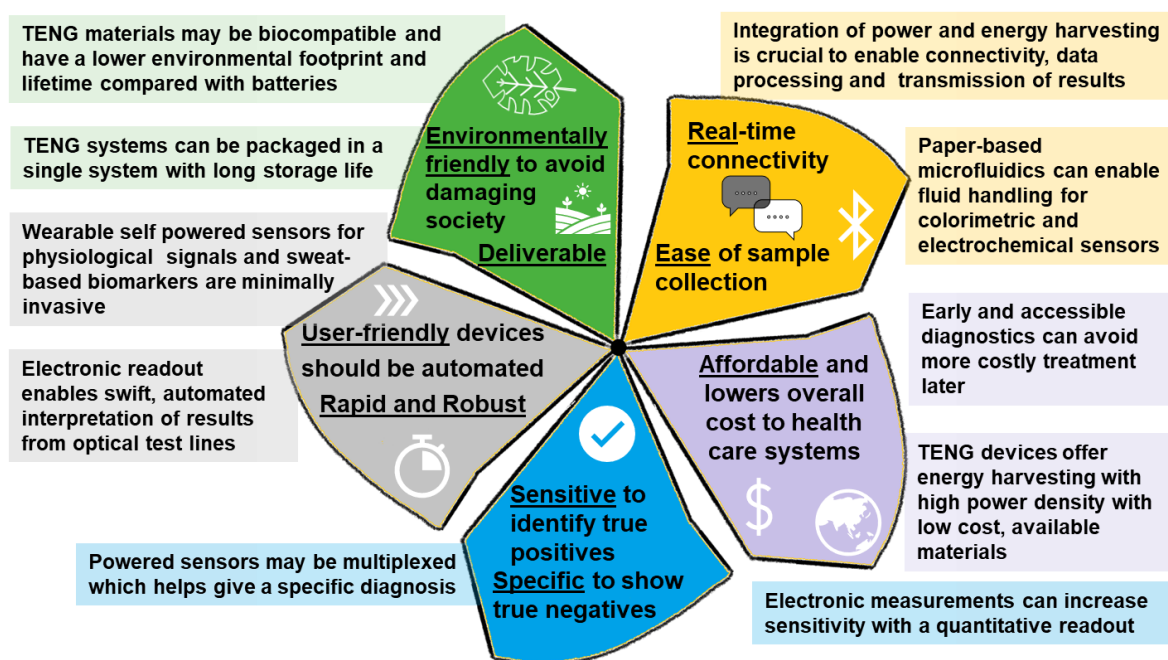 TENG materials may be biocompatible and
have a lower environmental footprint and
lifetime compared with batteries
TENG systems can be packaged in a
single system with long storage life
Wearable self powered sensors for
physiological signals and sweat-
based biomarkers are minimally
invasive
Electronic readout
enables swift, automated
interpretation of results
from optical test lines
Powered sensors may be multiplexed
which helps give a specific diagnosis
Environmentally
friendly to avoid
damaging
society
Deliverable
User-friendly devices
should be automated
Rapid and Robust
Sensitive to
identify true
positives
Specific to show
true negatives
Real-time
connectivity
Ease of sample
collection
Affordable and
lowers overall
cost to health
care systems
$
Integration of power and energy harvesting
is crucial to enable connectivity, data
processing and transmission of results
Paper-based
microfluidics can enable
fluid handling for
colorimetric and
electrochemical sensors
Early and accessible
diagnostics can avoid
more costly treatment
later
TENG devices offer
energy harvesting with
high power density with
low cost, available
materials
Electronic measurements can increase
sensitivity with a quantitative readout